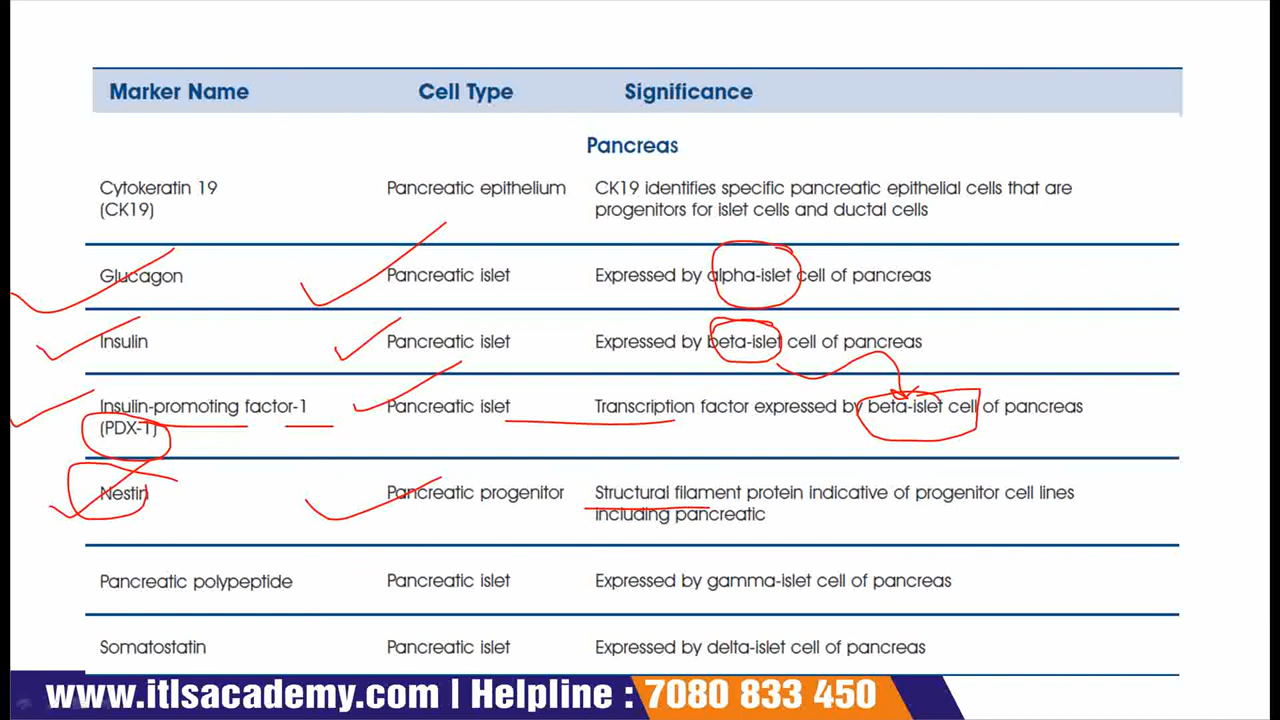 Marker Name Cell Type Significance
Pancreas
Cytokeratin 19 Pancreatic epithelium CK19 identifies specific pancreatic epithelial cells that are
(CK19) progenitors for islet cells and ductal cells
Glucagon Pancreatic islet Expressed by alpha-islet cell of pancreas
Insulin Pancreatic islet Expressed by beta-islet cell of pancreas
Insulin-promoting factor-1 Pancreatic islet Transcription factor expressed by beta-islet cell of pancreas
(PDX-1)
Nestin Pancreatic progenitor Structural filament protein indicative of progenitor cell lines
including pancreatic
Pancreatic polypeptide Pancreatic islet Expressed by gamma-islet cell of pancreas
Somatostatin Pancreatic islet Expressed by delta-islet cell of pancreas
www.itlsacademy.com | Helpline : 7080 833 450